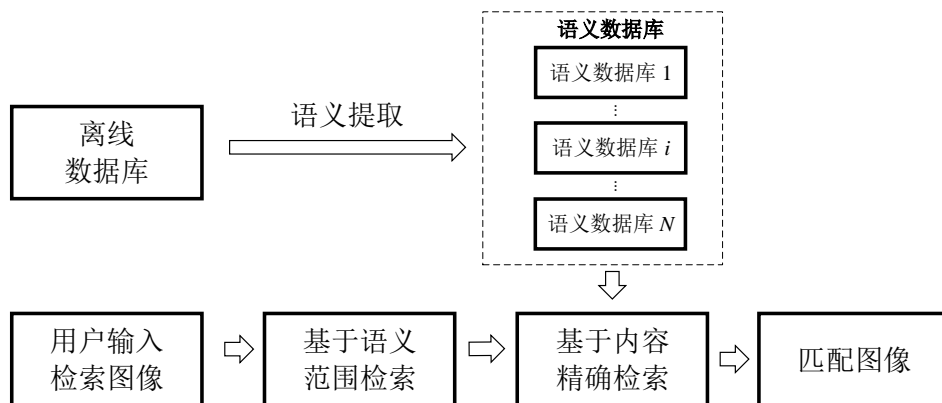 语义数据库
语义数据库 1
语义提取
离线
数据库
语义数据库 i
语义数据库 N
用户输入
检索图像
基于语义
范围检索
基于内容
精确检索
匹配图像